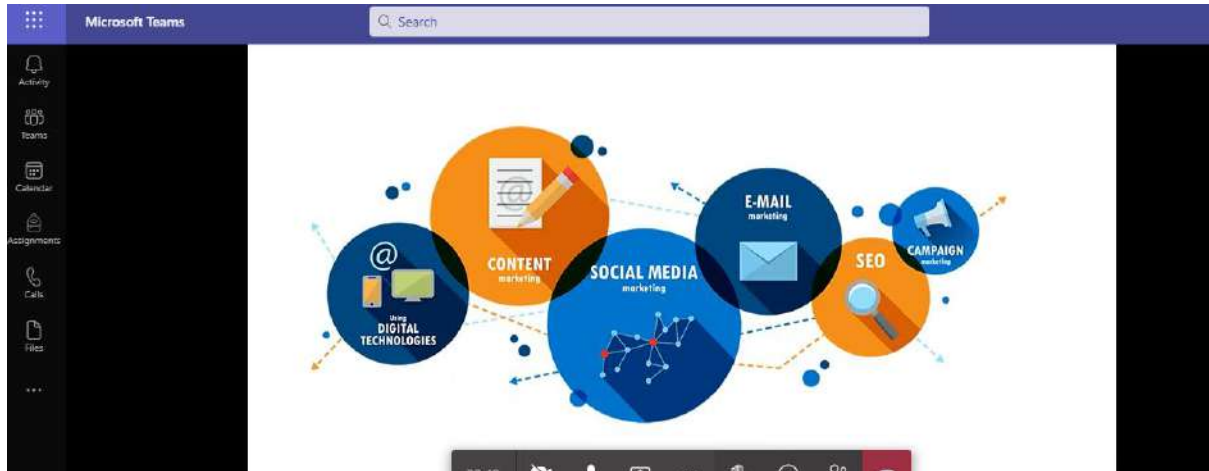 Microsoft Teams
Search
Activity
Teams
Calendar
Assignments
Calls
Files
@
Using
DIGITAL
TECHNOLOGIES
@
CONTENT
marketing
SOCIAL MEDIA
marketing
E-MAIL
marketing
SEO
CAMPAIGN
marketing